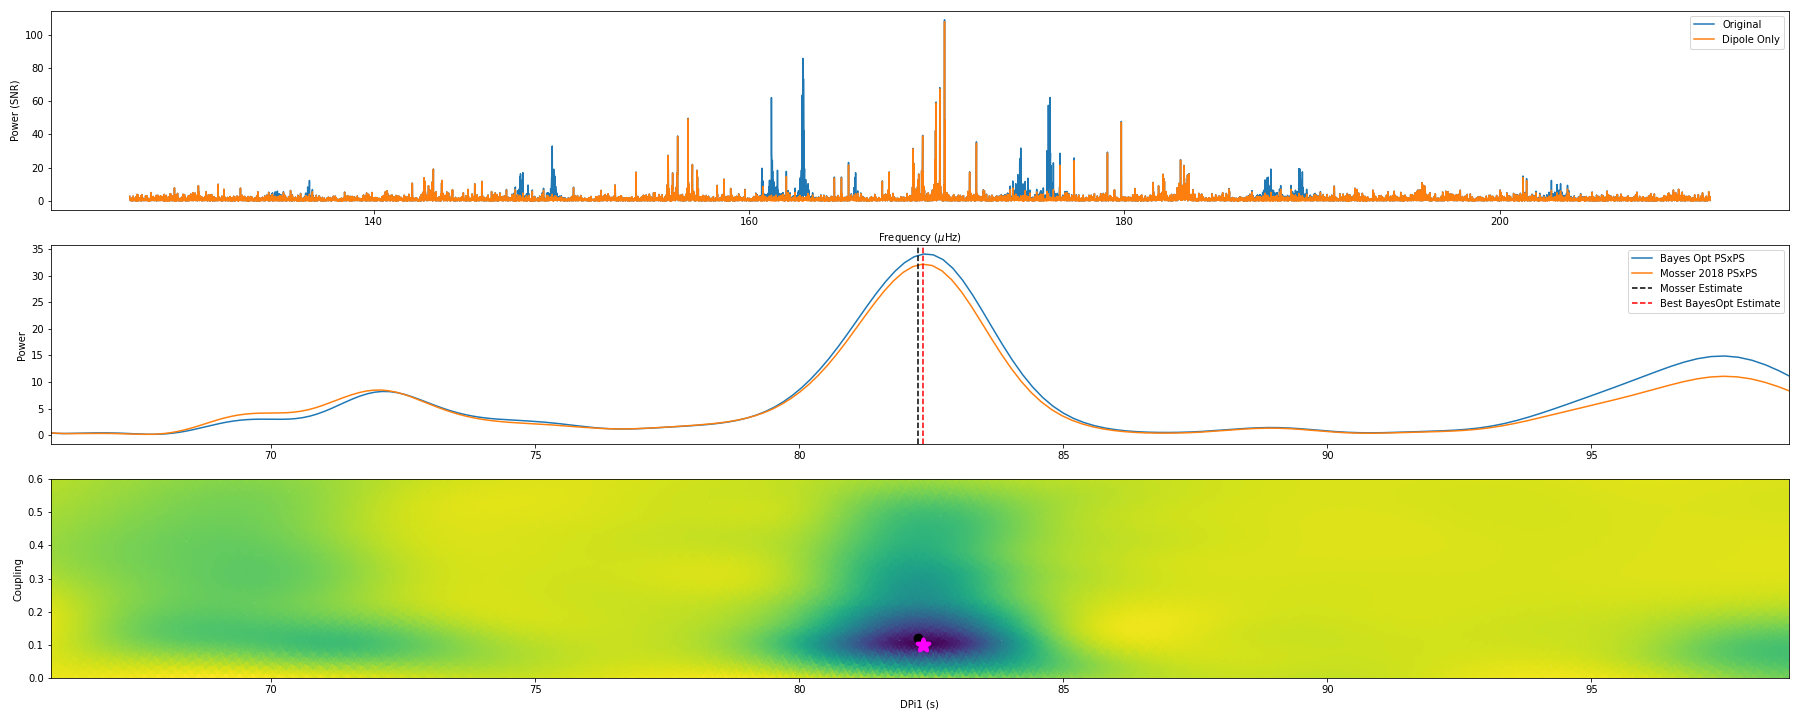 100
80
60
40
20
0
Power (SNR)
Original
Dipole Only
140 160 180 200
Frequency (μHz)
35
30
25
20
15
10
5
0
Power
Bayes Opt PSxPS
Mosser 2018 PSxPS
Mosser Estimate
Best BayesOpt Estimate
70 75 80 85 90 95
0.6
0.5
0.4
0.3
0.2
0.1
0.0
Coupling
70 75 80 85 90 95
DPi1 (s)